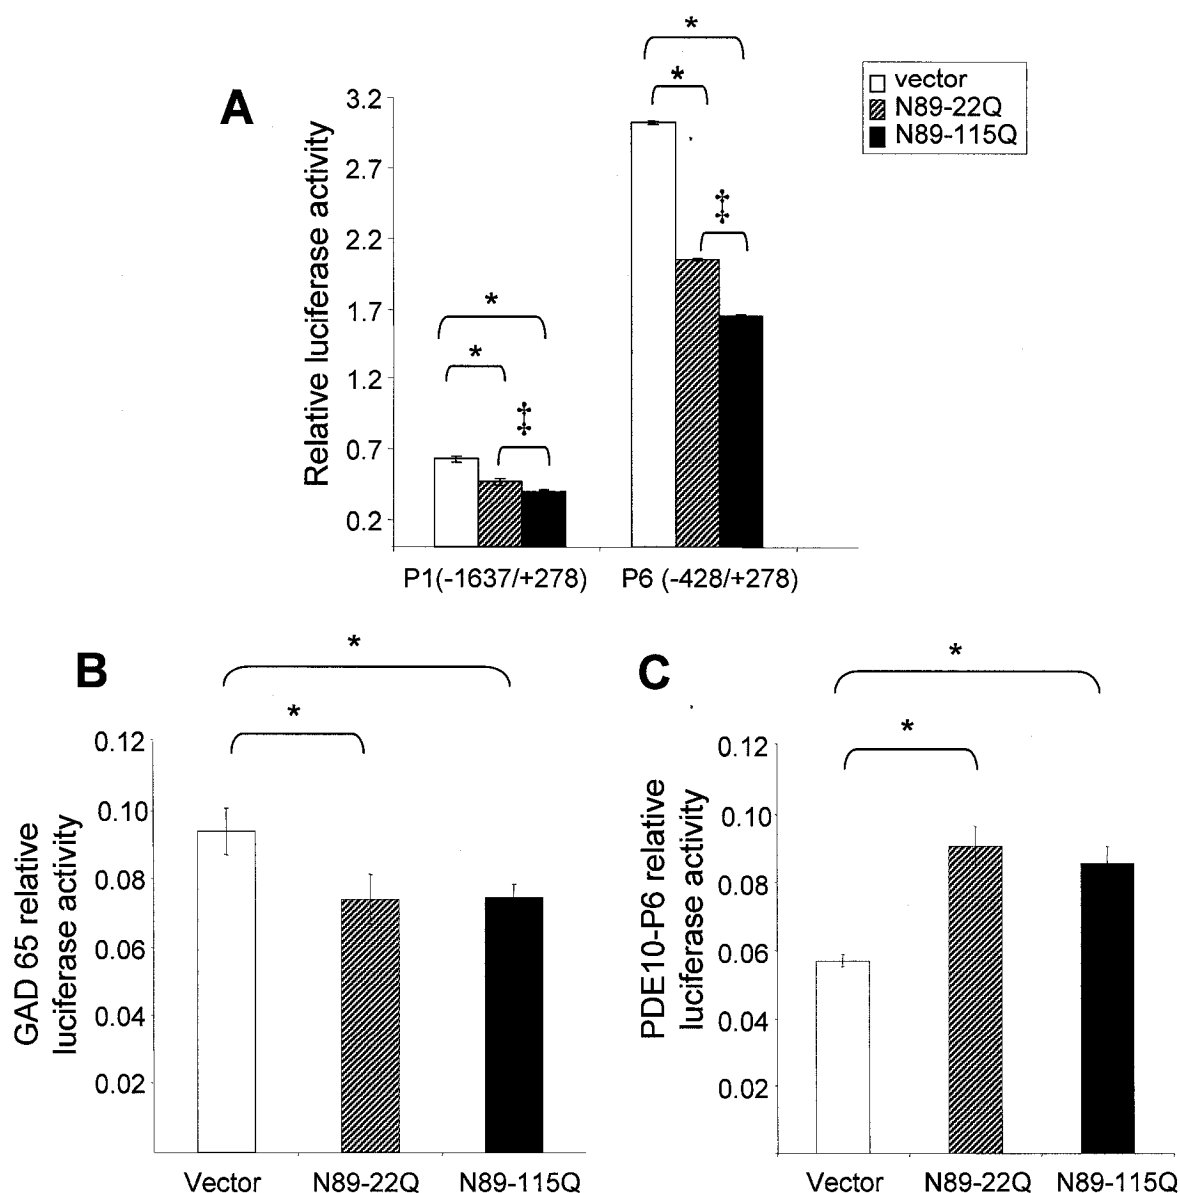 A
Relative luciferase activity
3.2
2.7
2.2
1.7
1.2
0.7
0.2
*
*
‡
*
*
‡
P1(-1637/+278)
P6 (-428/+278)
vector
N89-22Q
N89-115Q
B
GAD 65 relative
luciferase activity
0.12
0.10
0.08
0.06
0.04
0.02
*
*
Vector
N89-22Q
N89-115Q
C
PDE10-P6 relative
luciferase activity
0.12
0.10
0.08
0.06
0.04
0.02
*
*
Vector
N89-22Q
N89-115Q